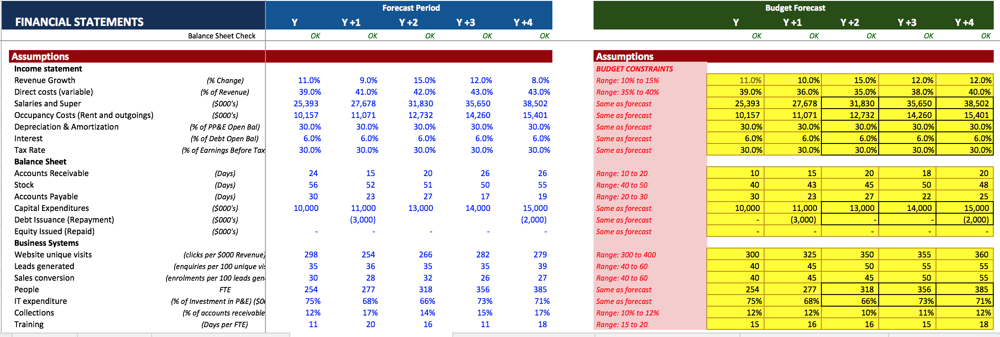 Forecast Period Budget Forecast
FINANCIAL STATEMENTS Y Y +1 Y +2 Y +3 Y +4 Y Y +1 Y +2 Y +3 Y +4
Balance Sheet Check OK OK OK OK OK OK OK OK OK OK
Assumptions Assumptions
Income statement BUDGET CONSTRAINTS
Revenue Growth (% Change) 11.0% 9.0% 15.0% 12.0% 8.0% Range: 10% to 15% 11.0% 10.0% 15.0% 12.0% 12.0%
Direct costs (variable) (% of Revenue) 39.0% 41.0% 42.0% 43.0% 43.0% Range: 35% to 40% 39.0% 36.0% 35.0% 38.0% 40.0%
Salaries and Super ($000's) 25,393 27,678 31,830 35,650 38,502 Same as forecast 25,393 27,678 31,830 35,650 38,502
Occupancy Costs (Rent and outgoings) ($000's) 10,157 11,071 12,732 14,260 15,401 Same as forecast 10,157 11,071 12,732 14,260 15,401
Depreciation & Amortization (% of PP&E Open Bal) 30.0% 30.0% 30.0% 30.0% 30.0% Same as forecast 30.0% 30.0% 30.0% 30.0% 30.0%
Interest (% of Debt Open Bal) 6.0% 6.0% 6.0% 6.0% 6.0% Same as forecast 6.0% 6.0% 6.0% 6.0% 6.0%
Tax Rate (% of Earnings Before Tax 30.0% 30.0% 30.0% 30.0% 30.0% Same as forecast 30.0% 30.0% 30.0% 30.0% 30.0%
Balance Sheet
Accounts Receivable (Days) 24 15 20 26 26 Range: 10 to 20 10 15 20 18 20
Stock (Days) 56 52 51 50 55 Range: 40 to 50 40 43 45 50 48
Accounts Payable (Days) 30 23 27 17 19 Range: 20 to 30 30 23 27 22 25
Capital Expenditures ($000's) 10,000 11,000 13,000 14,000 15,000 Same as forecast 10,000 11,000 13,000 14,000 15,000
Debt Issuance (Repayment) ($000's) (3,000) (2,000) Same as forecast - (3,000) - - (2,000)
Equity Issued (Repaid) ($000's) - - - - - Same as forecast - - - - -
Business Systems
Website unique visits (clicks per $000 Revenue) 298 254 266 282 279 Range: 300 to 400 300 325 350 355 360
Leads generated (enquiries per 100 unique vis 35 36 35 35 39 Range: 40 to 60 40 45 50 55 55
Sales conversion (enrolments per 100 leads gen 30 28 32 26 27 Range: 40 to 60 40 45 45 50 55
People FTE 254 277 318 356 385 Same as forecast 254 277 318 356 385
IT expenditure (% of Investment in P&E) ($00 75% 68% 66% 73% 71% Same as forecast 75% 68% 66% 73% 71%
Collections (% of accounts receivable 12% 17% 14% 15% 17% Range: 10% to 12% 12% 12% 10% 11% 12%
Training (Days per FTE) 11 20 16 11 18 Range: 15 to 20 15 16 16 15 18